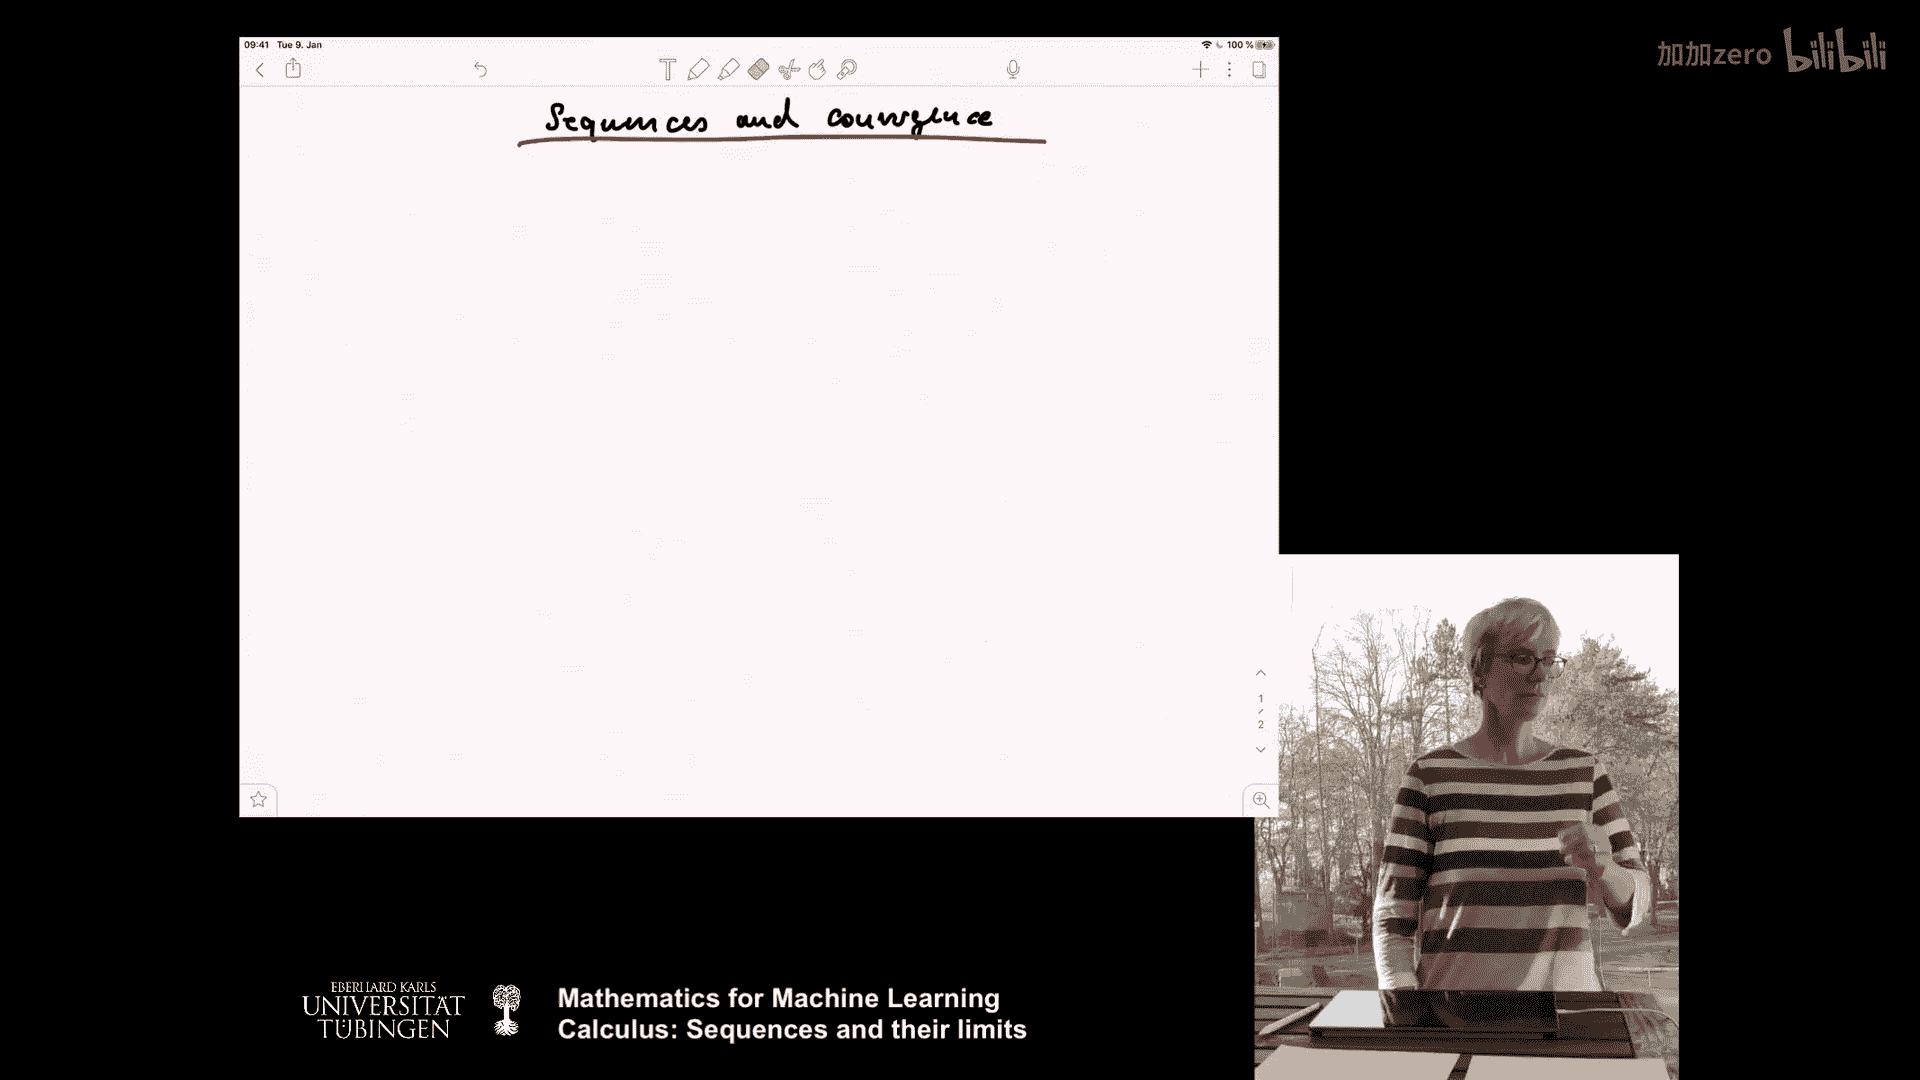 09:41 Tue 9. Jan
100 %
加加zero bilibili
Sequences and convergence
1
2
EBERHARD KARLS
UNIVERSITÄT
TÜBINGEN
Mathematics for Machine Learning
Calculus: Sequences and their limits